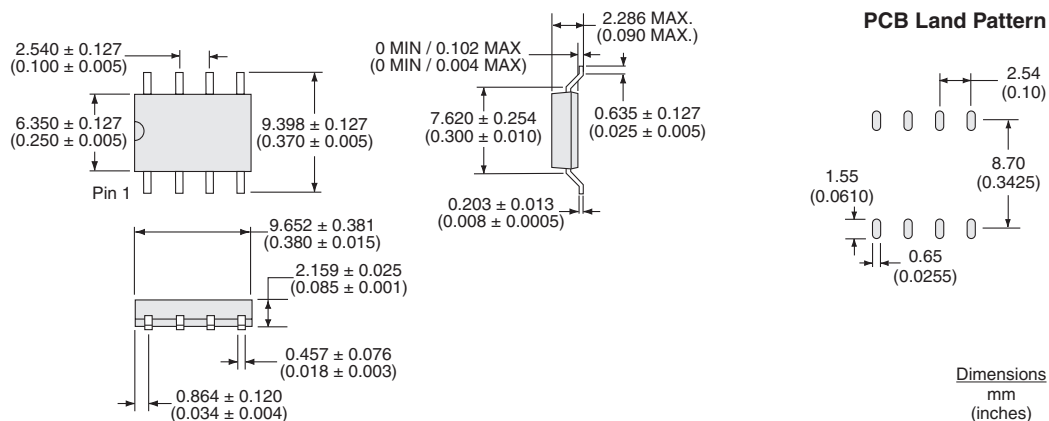 2.540 ± 0.127
(0.100 ± 0.005)
6.350 ± 0.127
(0.250 ± 0.005)
9.398 ± 0.127
(0.370 ± 0.005)
Pin 1
9.652 ± 0.381
(0.380 ± 0.015)
2.159 ± 0.025
(0.085 ± 0.001)
0.457 ± 0.076
(0.018 ± 0.003)
0.864 ± 0.120
(0.034 ± 0.004)
2.286 MAX.
(0.090 MAX.)
0 MIN / 0.102 MAX
(0 MIN / 0.004 MAX)
7.620 ± 0.254
(0.300 ± 0.010)
0.635 ± 0.127
(0.025 ± 0.005)
0.203 ± 0.013
(0.008 ± 0.0005)
PCB Land Pattern
2.54
(0.10)
8.70
(0.3425)
1.55
(0.0610)
0.65
(0.0255)
Dimensions
mm
(inches)